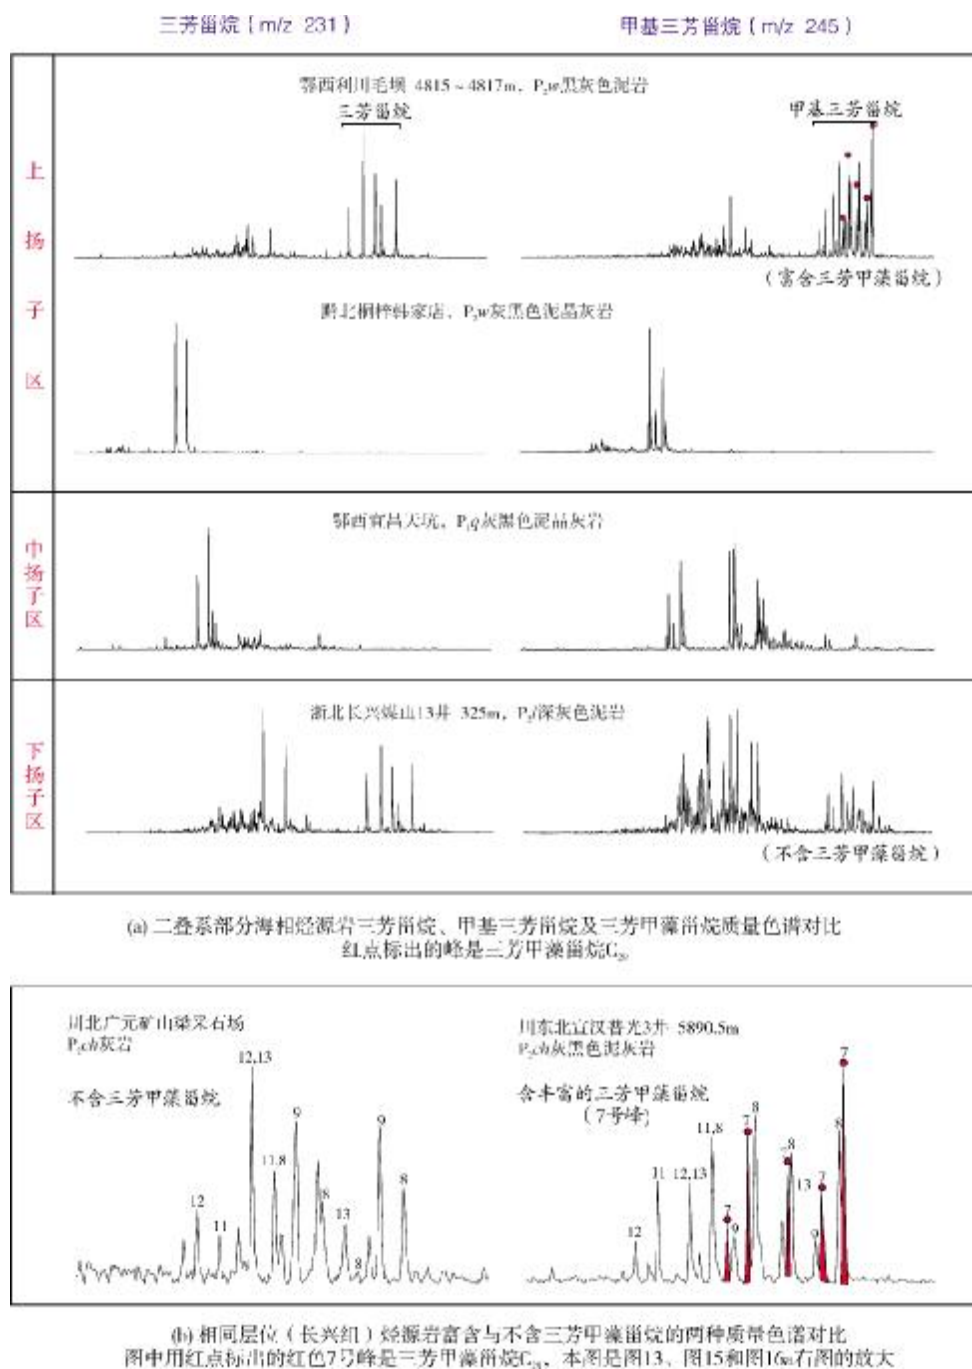 三芳甾烷（m/z 231）
甲基三芳甾烷（m/z 245）
鄂西利川毛坝 4815~4817m，P₂w黑灰色泥岩
三芳甾烷
甲基三芳甾烷
上扬子区
（富含三芳甲藻甾烷）
黔北桐梓韩家店，P₂w灰黑色泥晶灰岩
鄂西宜昌天坑，P₁q灰黑色泥晶灰岩
中扬子区
浙北长兴煤山13井 325m，P₂l深灰色泥岩
下扬子区
（不含三芳甲藻甾烷）
(a) 二叠系部分海相烃源岩三芳甾烷、甲基三芳甾烷及三芳甲藻甾烷质量色谱对比
红点标出的峰是三芳甲藻甾烷C₂₉
川北广元矿山梁采石场
P₂ch灰岩
不含三芳甲藻甾烷
12
11
12,13
11,8
9
8
13
8
9
8
川东北宣汉普光3井 5890.5m
P₂ch灰黑色泥灰岩
含丰富的三芳甲藻甾烷
（7号峰）
12
11
12,13
11,8
7
9
7
8
7
8
13
9
7
8
7
(b) 相同层位（长兴组）烃源岩富含与不含三芳甲藻甾烷的两种质量色谱对比
图中用红点标出的红色7号峰是三芳甲藻甾烷C₂₉，本图是图13、图15和图16m右图的放大